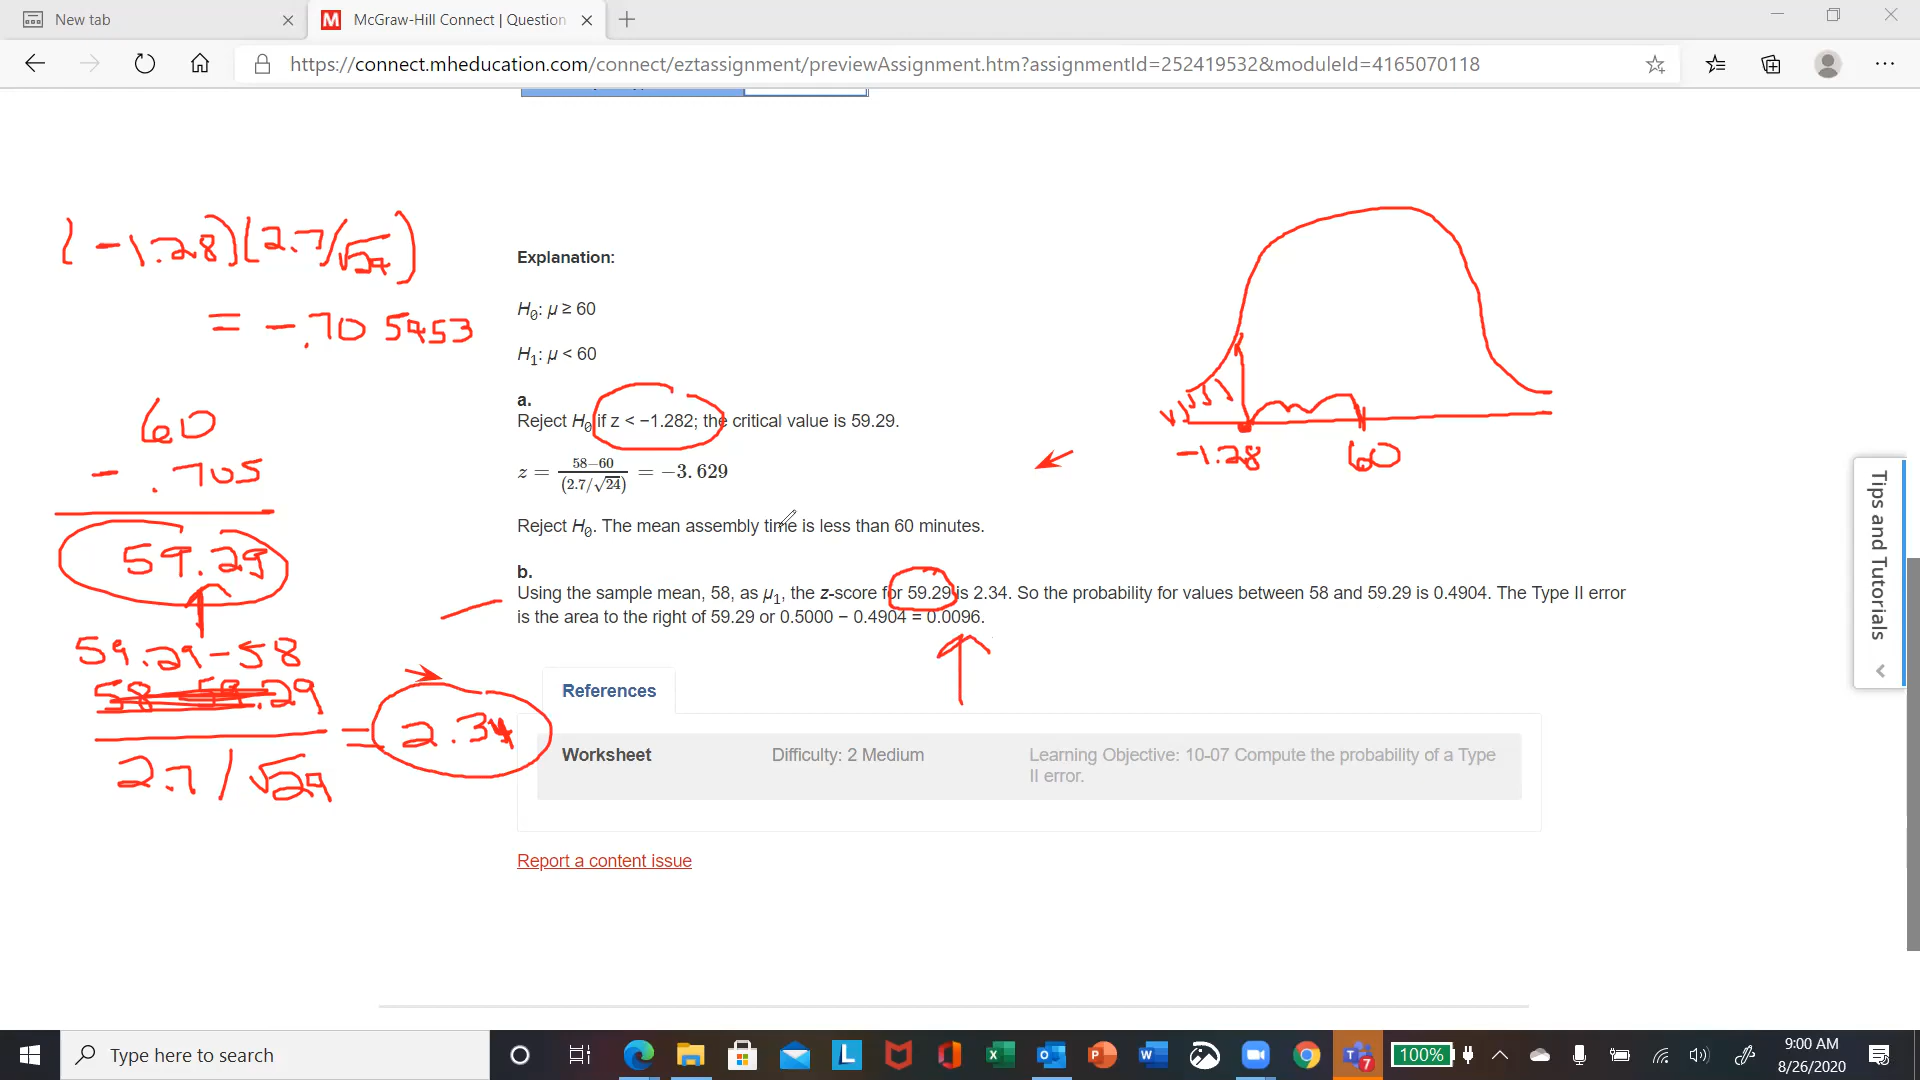 New tab
McGraw-Hill Connect | Question
https://connect.mheducation.com/connect/eztassignment/previewAssignment.htm?assignmentId=252419532&moduleId=4165070118
(-1.28)(2.7/√24)
= -.705453
60
- .705
59.29
59.29-58
58 - 59.29
2.7/√24
= 2.34
Explanation:
H0: μ ≥ 60
H1: μ < 60
a.
Reject H0 if z < −1.282; the critical value is 59.29.
z = 58−60 / (2.7/√24) = −3.629
Reject H0. The mean assembly time is less than 60 minutes.
b.
Using the sample mean, 58, as μ1, the z-score for 59.29 is 2.34. So the probability for values between 58 and 59.29 is 0.4904. The Type II error
is the area to the right of 59.29 or 0.5000 − 0.4904 = 0.0096.
-1.28
60
References
Worksheet
Difficulty: 2 Medium
Learning Objective: 10-07 Compute the probability of a Type
II error.
Report a content issue
Tips and Tutorials
Type here to search
100%
7
9:00 AM
8/26/2020